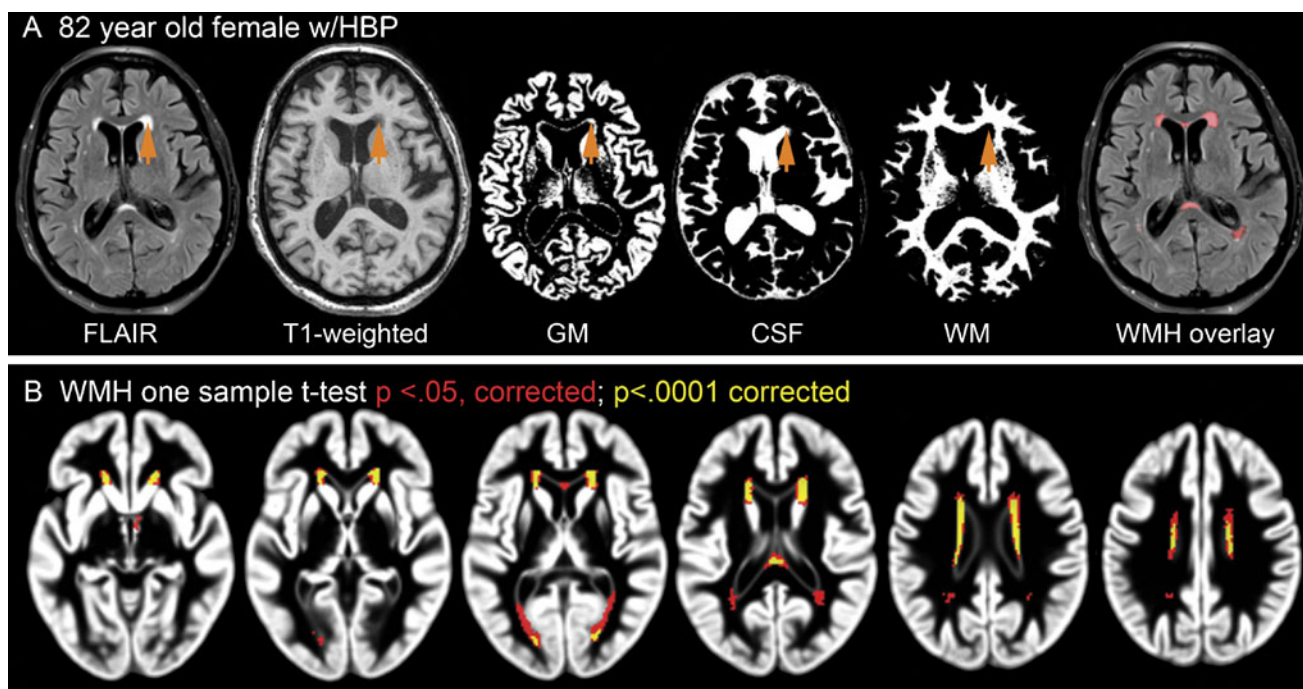 A 82 year old female w/HBP
FLAIR T1-weighted GM CSF WM WMH overlay
B WMH one sample t-test p <.05, corrected; p<.0001 corrected